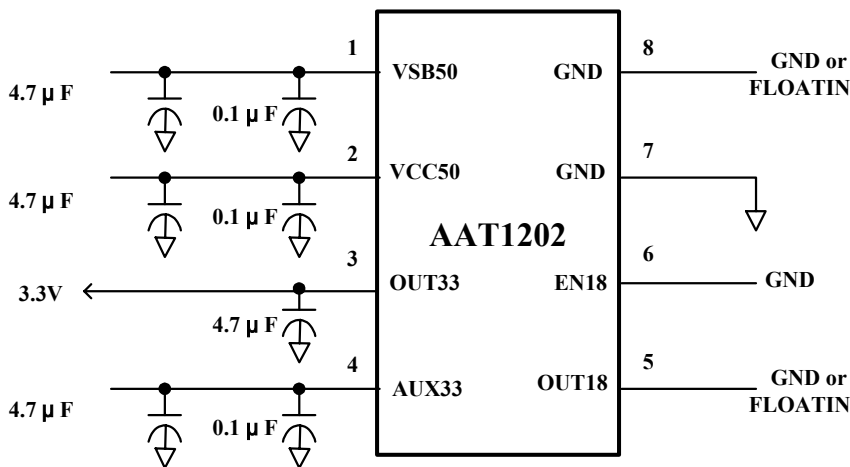 1
8
VSB50
GND
GND or
FLOATIN
4.7 μ F
0.1 μ F
2
7
VCC50
GND
4.7 μ F
0.1 μ F
AAT1202
3
6
3.3V
OUT33
EN18
GND
4.7 μ F
4
5
AUX33
OUT18
GND or
FLOATIN
4.7 μ F
0.1 μ F